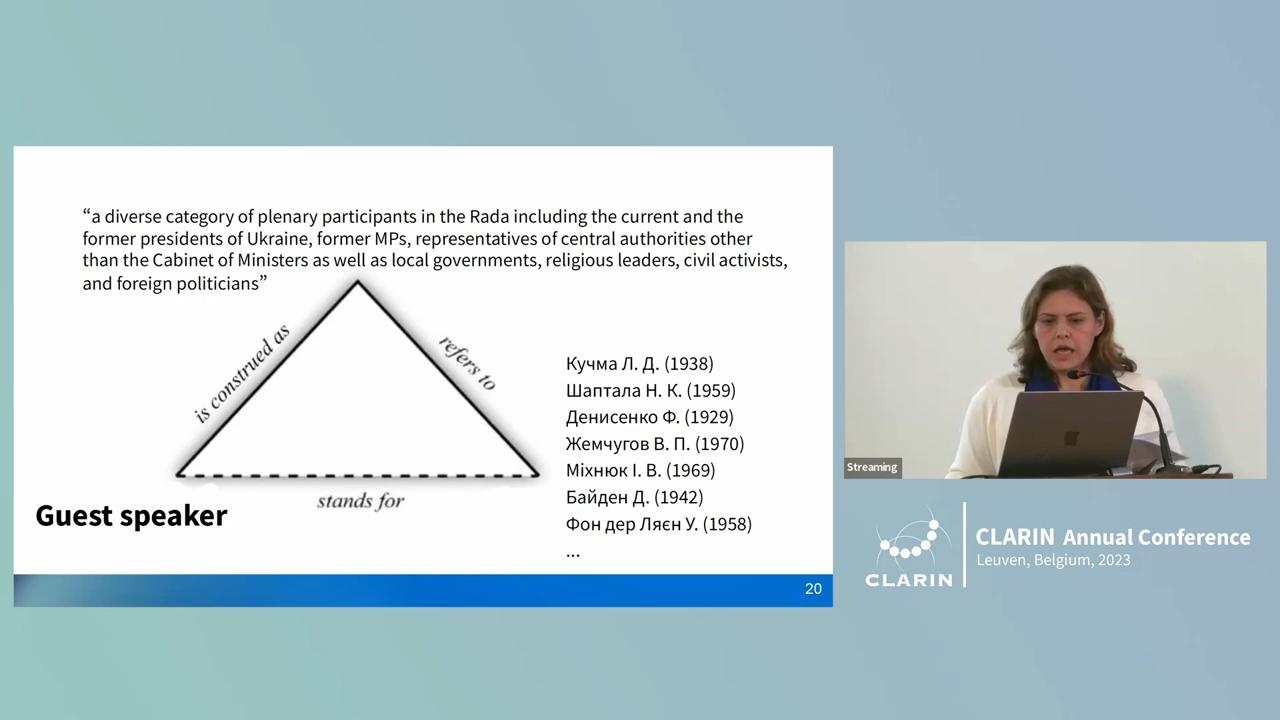 “a diverse category of plenary participants in the Rada including the current and the
former presidents of Ukraine, former MPs, representatives of central authorities other
than the Cabinet of Ministers as well as local governments, religious leaders, civil activists,
and foreign politicians”
is construed as
refers to
stands for
Guest speaker
Кучма Л. Д. (1938)
Шаптала Н. К. (1959)
Денисенко Ф. (1929)
Жемчугов В. П. (1970)
Міхнюк І. В. (1969)
Байден Д. (1942)
Фон дер Ляєн У. (1958)
...
20
Streaming
CLARIN
CLARIN Annual Conference
Leuven, Belgium, 2023